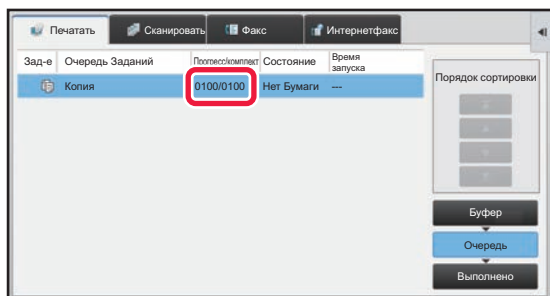 Печатать
Сканировать
Факс
Интернетфакс
Зад-е Очередь Заданий Прогресс/комплект Состояние Время запуска
Копия 0100/0100 Нет Бумаги ---
Порядок сортировки
Буфер
Очередь
Выполнено